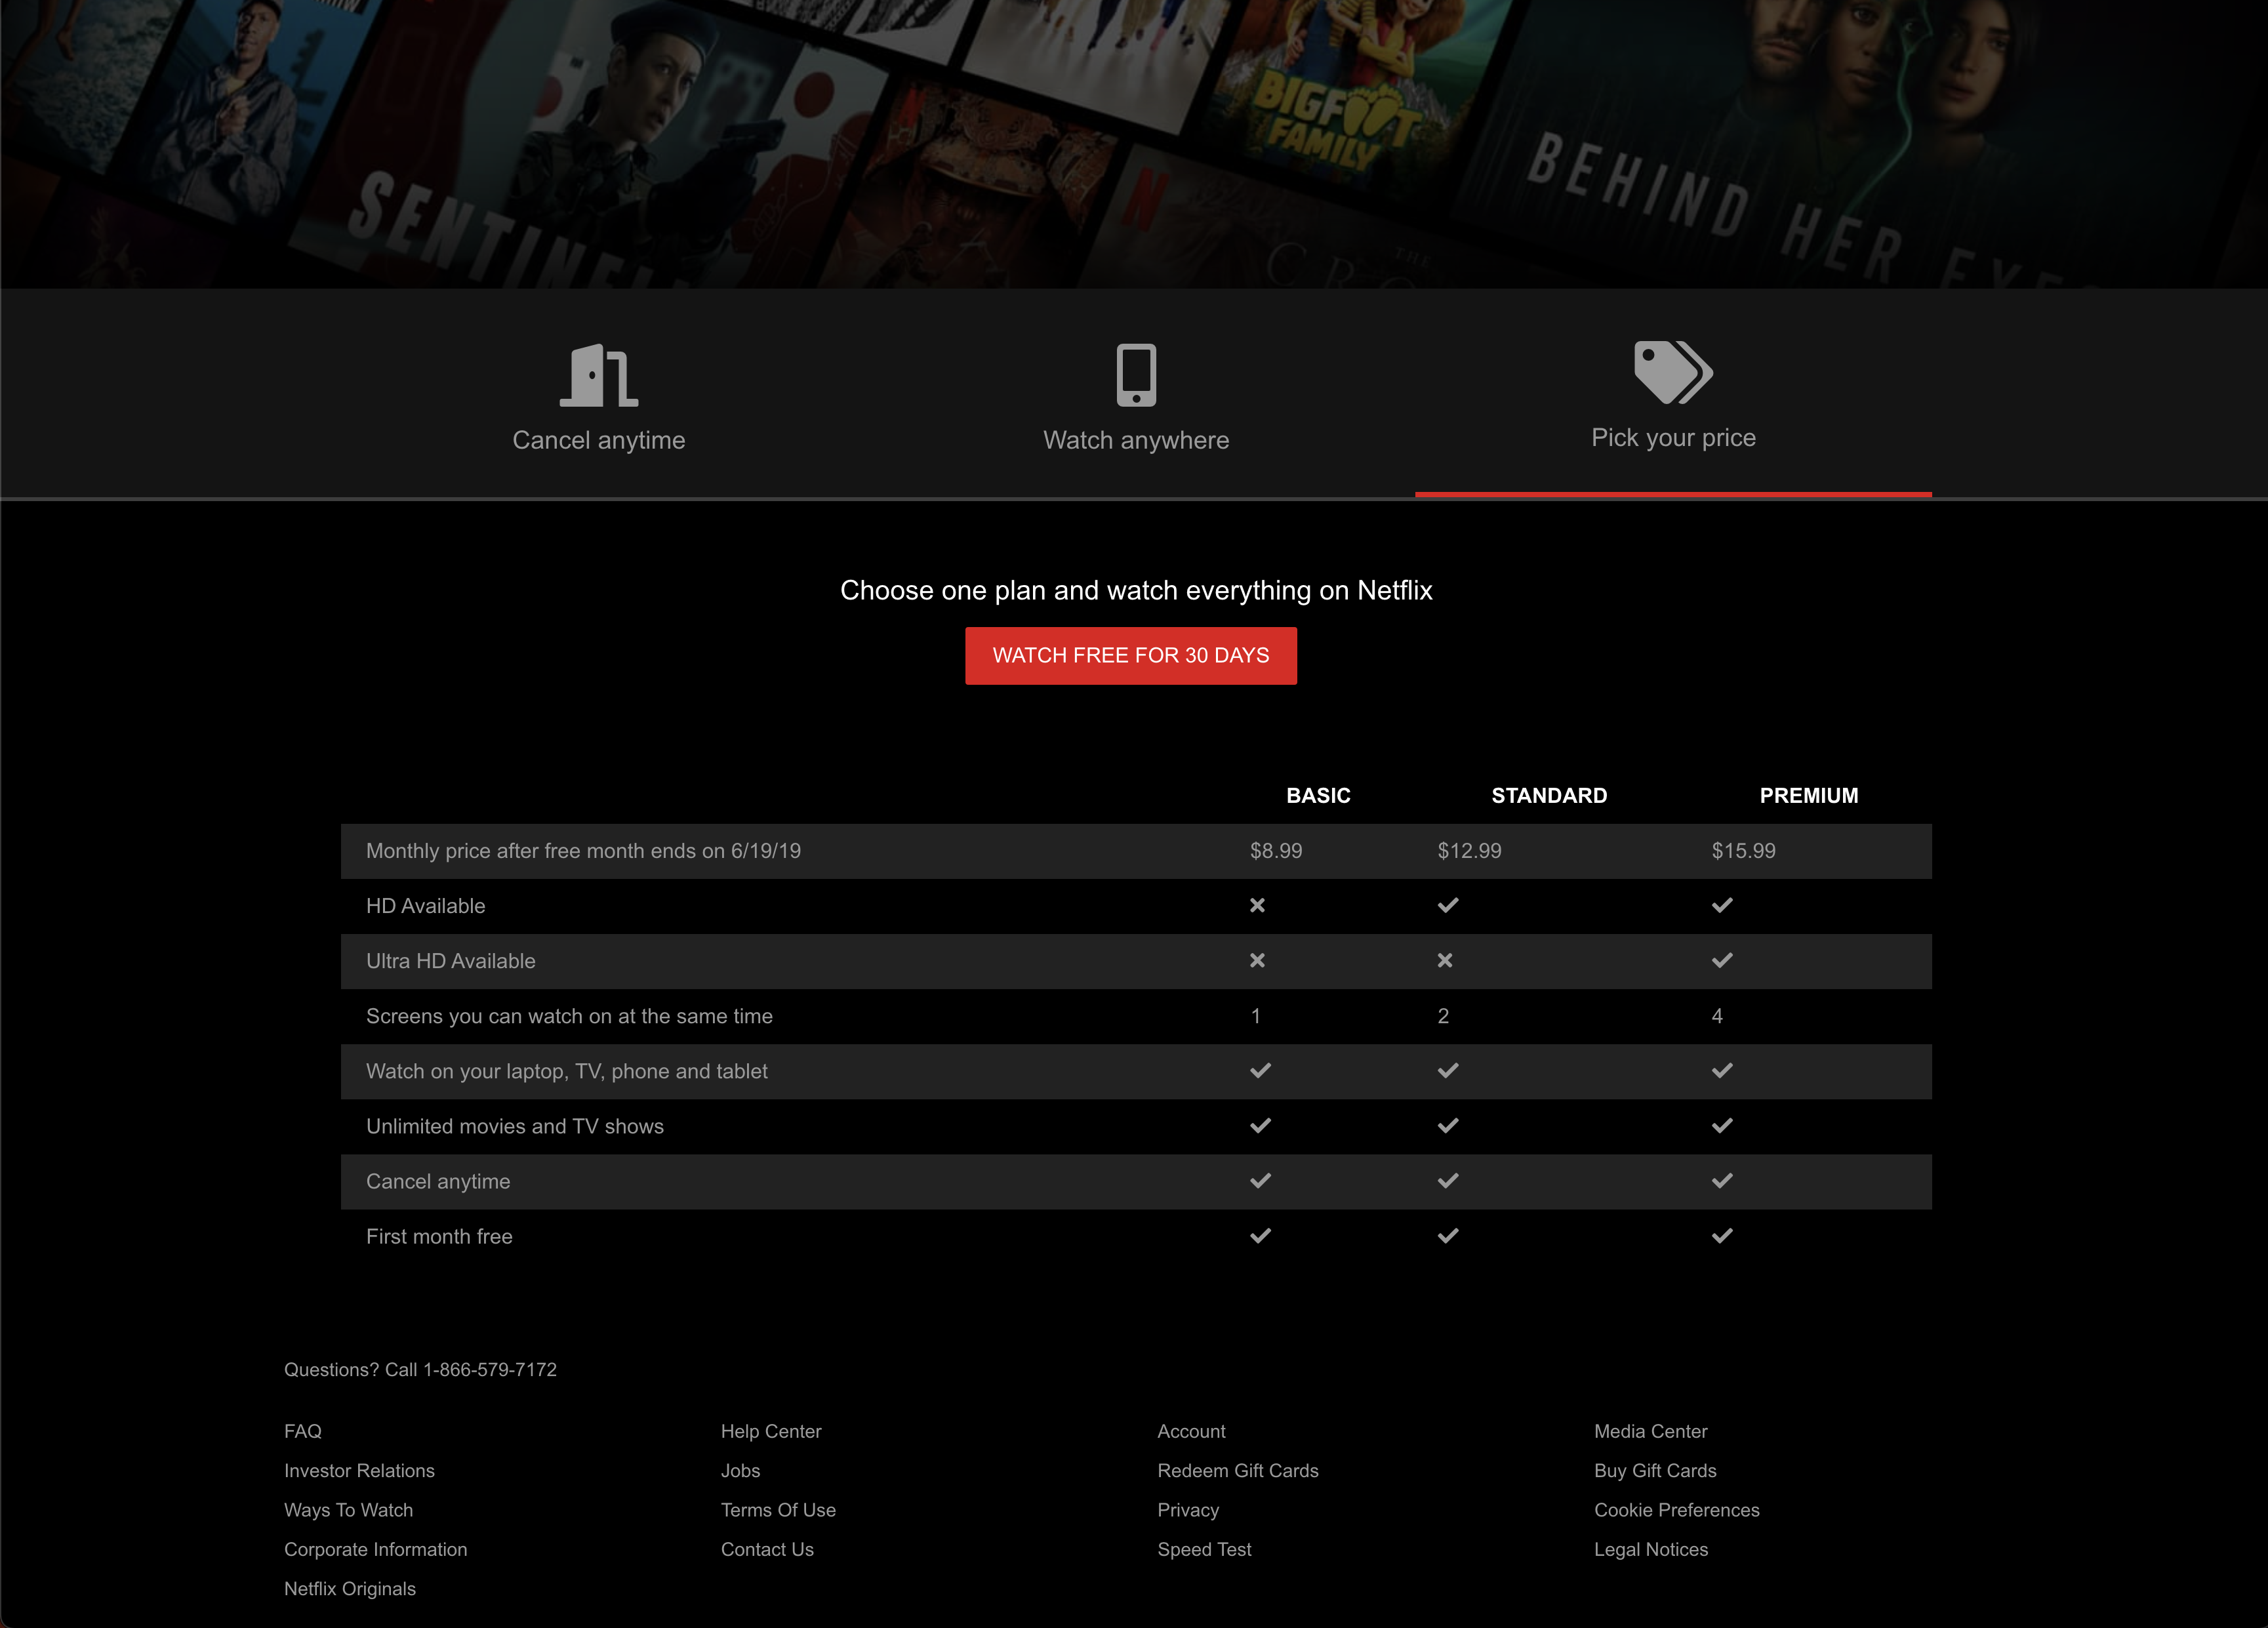 BIGFOOT
FAMILY
BEHIND HER EYES
SENTINELL
N
THE
CRO
Cancel anytime
Watch anywhere
Pick your price
Choose one plan and watch everything on Netflix
WATCH FREE FOR 30 DAYS
BASIC STANDARD PREMIUM
Monthly price after free month ends on 6/19/19 $8.99 $12.99 $15.99
HD Available
Ultra HD Available
Screens you can watch on at the same time 1 2 4
Watch on your laptop, TV, phone and tablet
Unlimited movies and TV shows
Cancel anytime
First month free
Questions? Call 1-866-579-7172
FAQ Help Center Account Media Center
Investor Relations Jobs Redeem Gift Cards Buy Gift Cards
Ways To Watch Terms Of Use Privacy Cookie Preferences
Corporate Information Contact Us Speed Test Legal Notices
Netflix Originals